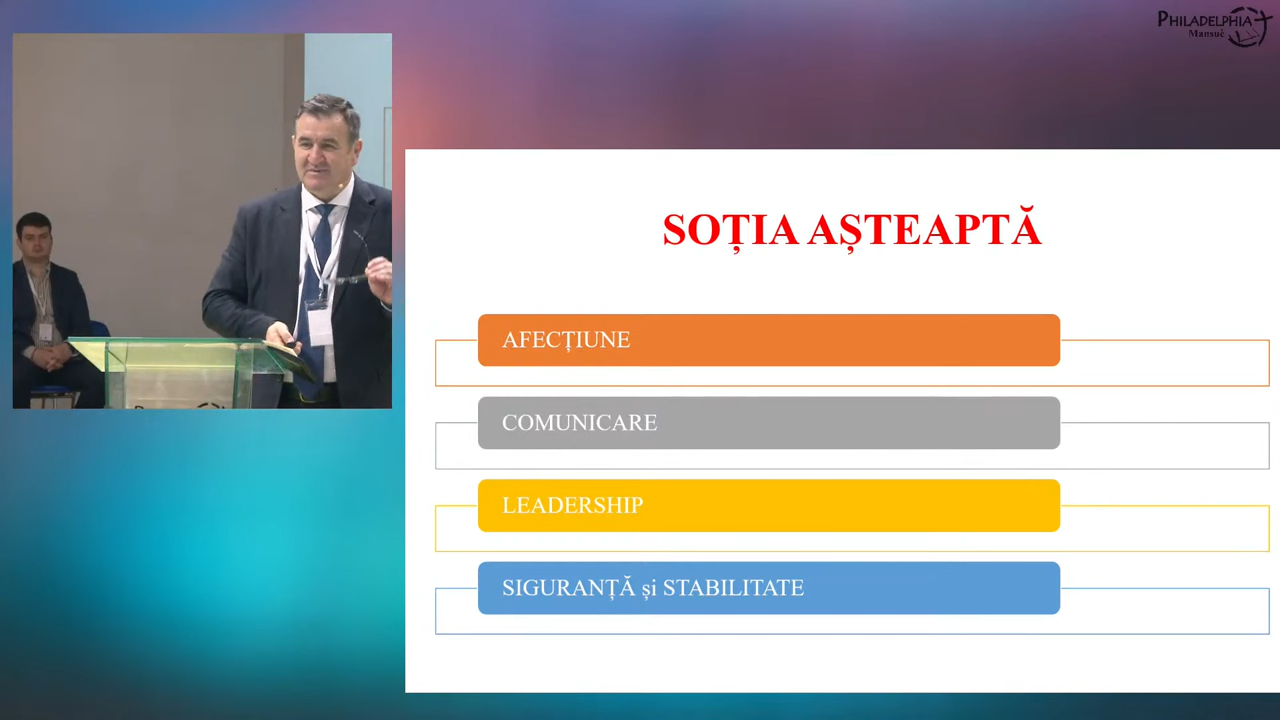 PHILADELPHIA
Mansuè
SOȚIA AȘTEAPTĂ
AFECȚIUNE
COMUNICARE
LEADERSHIP
SIGURANȚĂ și STABILITATE